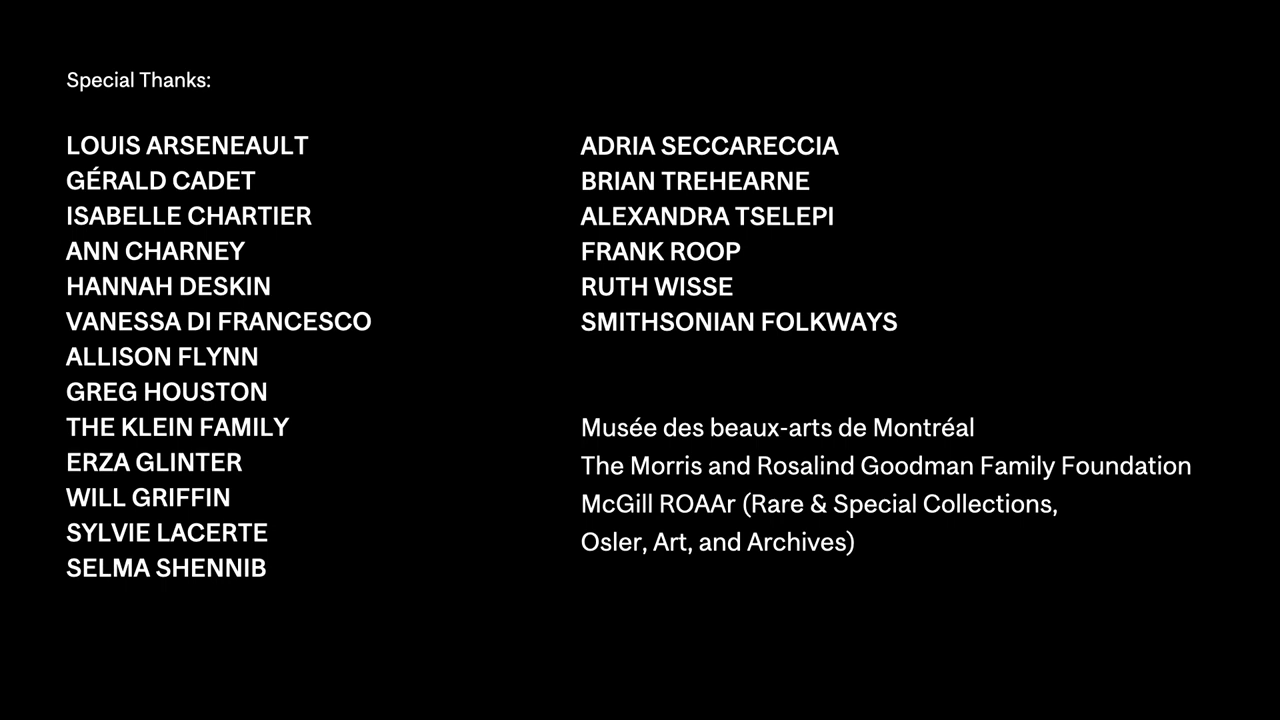 Special Thanks:
LOUIS ARSENEAULT
GÉRALD CADET
ISABELLE CHARTIER
ANN CHARNEY
HANNAH DESKIN
VANESSA DI FRANCESCO
ALLISON FLYNN
GREG HOUSTON
THE KLEIN FAMILY
ERZA GLINTER
WILL GRIFFIN
SYLVIE LACERTE
SELMA SHENNIB
ADRIA SECCARECCIA
BRIAN TREHEARNE
ALEXANDRA TSELEPI
FRANK ROOP
RUTH WISSE
SMITHSONIAN FOLKWAYS
Musée des beaux-arts de Montréal
The Morris and Rosalind Goodman Family Foundation
McGill ROAAr (Rare & Special Collections,
Osler, Art, and Archives)